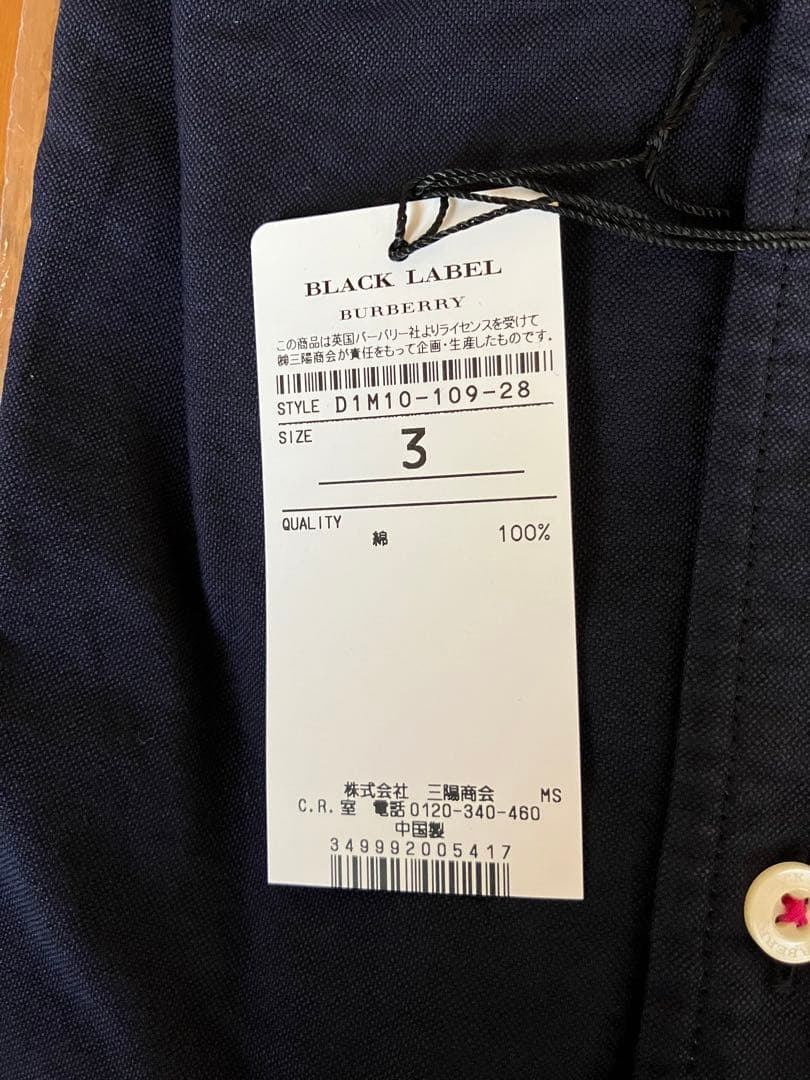 BLACK LABEL
BURBERRY
この商品は英国バーバリー社よりライセンスを受けて
㈱三陽商会が責任をもって企画・生産したものです。
STYLE D1M10-109-28
SIZE
3
QUALITY
綿 100%
株式会社 三陽商会 MS
C.R.室 電話0120-340-460
中国製
349992005417